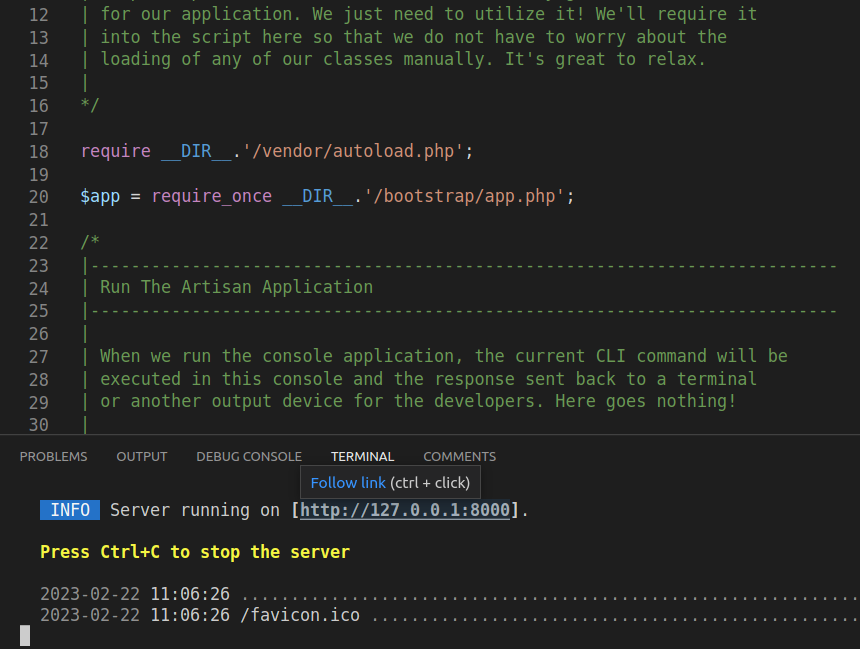 12 | for our application. We just need to utilize it! We'll require it
13 | into the script here so that we do not have to worry about the
14 | loading of any of our classes manually. It's great to relax.
15 |
16 */
17
18 require __DIR__.'/vendor/autoload.php';
19
20 $app = require_once __DIR__.'/bootstrap/app.php';
21
22 /*
23 |--------------------------------------------------------------------------
24 | Run The Artisan Application
25 |--------------------------------------------------------------------------
26 |
27 | When we run the console application, the current CLI command will be
28 | executed in this console and the response sent back to a terminal
29 | or another output device for the developers. Here goes nothing!
30 |
PROBLEMS OUTPUT DEBUG CONSOLE TERMINAL COMMENTS
Follow link (ctrl + click)
INFO Server running on [http://127.0.0.1:8000].
Press Ctrl+C to stop the server
2023-02-22 11:06:26 ..............................................................
2023-02-22 11:06:26 /favicon.ico .................................................